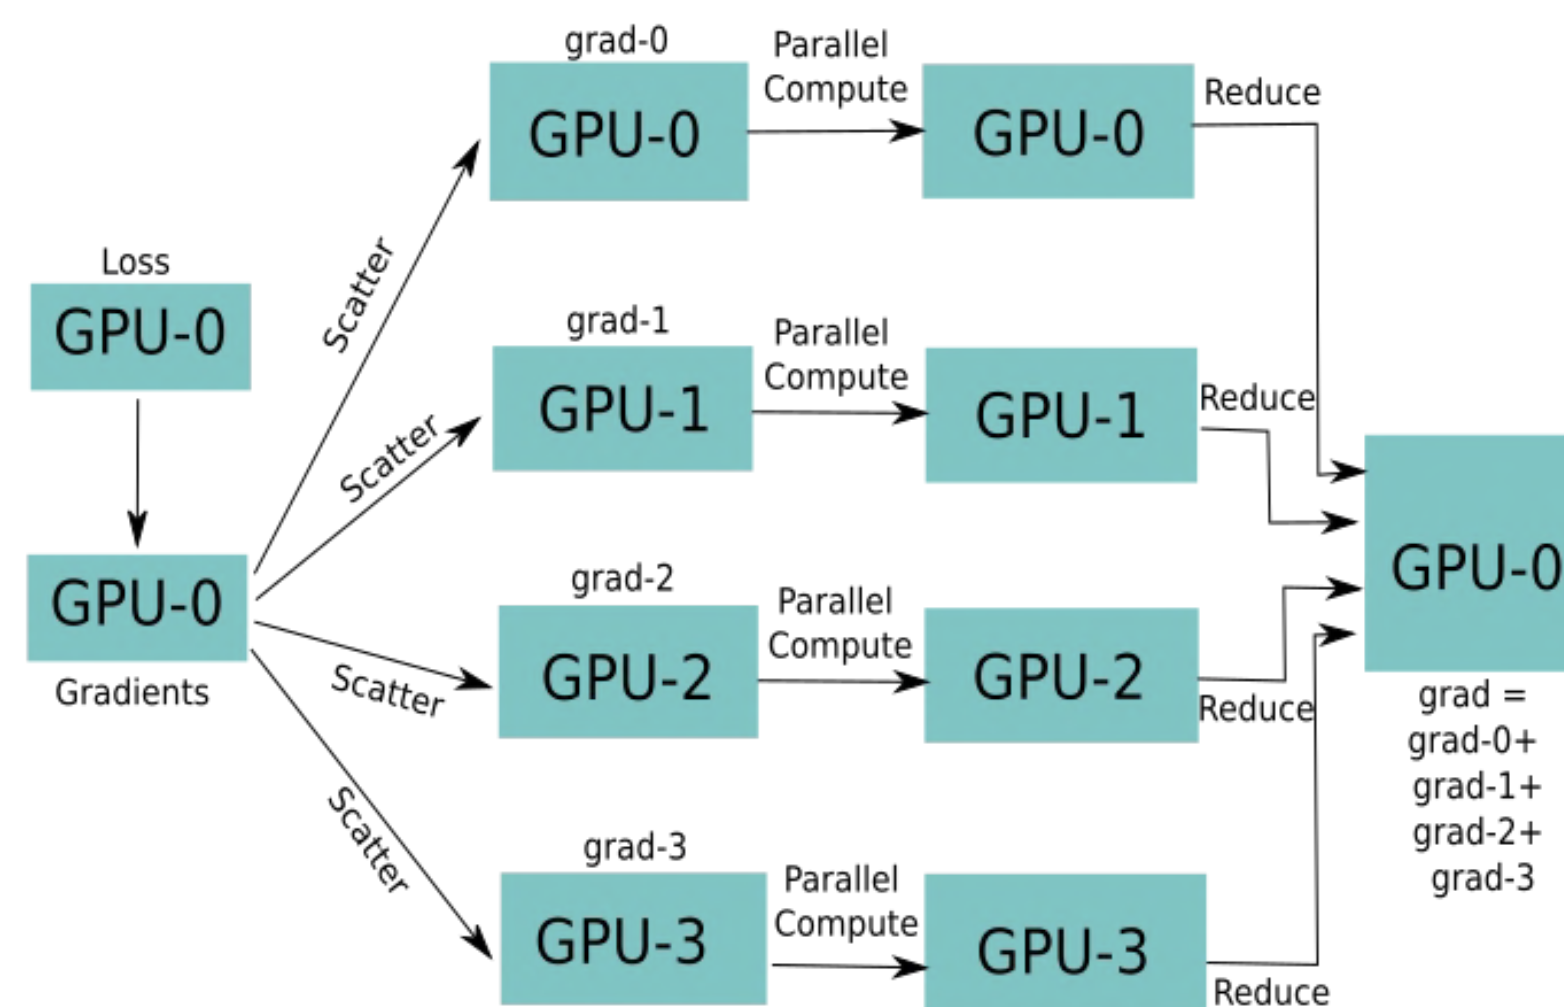 Loss
GPU-0
GPU-0
Gradients
Scatter
Scatter
Scatter
Scatter
grad-0
GPU-0
Parallel
Compute
GPU-0
Reduce
grad-1
GPU-1
Parallel
Compute
GPU-1
Reduce
grad-2
GPU-2
Parallel
Compute
GPU-2
Reduce
grad-3
GPU-3
Parallel
Compute
GPU-3
Reduce
GPU-0
grad =
grad-0+
grad-1+
grad-2+
grad-3